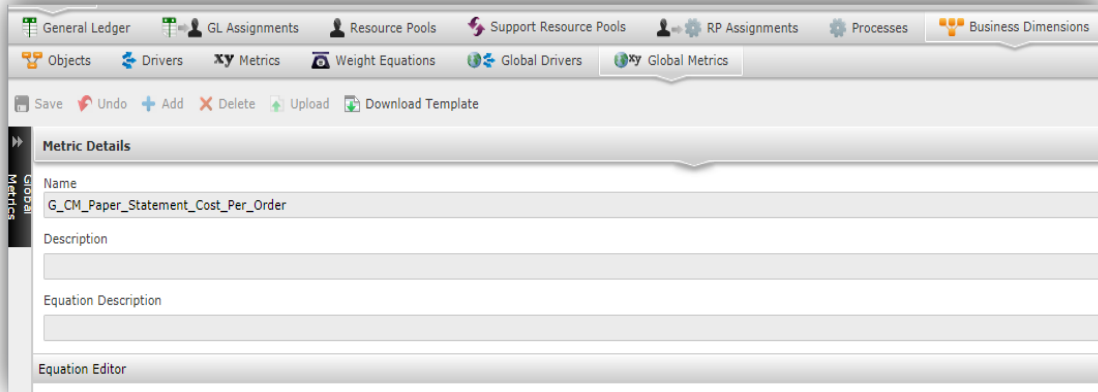 General Ledger GL Assignments Resource Pools Support Resource Pools RP Assignments Processes Business Dimensions
Objects Drivers xy Metrics Weight Equations Global Drivers xy Global Metrics
Save Undo Add Delete Upload Download Template
Global Metrics
Metric Details
Name
G_CM_Paper_Statement_Cost_Per_Order
Description
Equation Description
Equation Editor